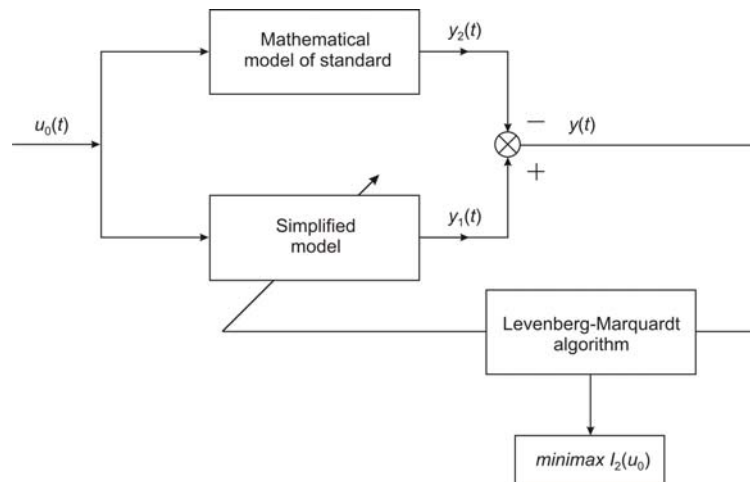 Mathematical
model of standard
y₂(t)
u₀(t)
−
y(t)
+
Simplified
model
y₁(t)
Levenberg-Marquardt
algorithm
minimax I₂(u₀)